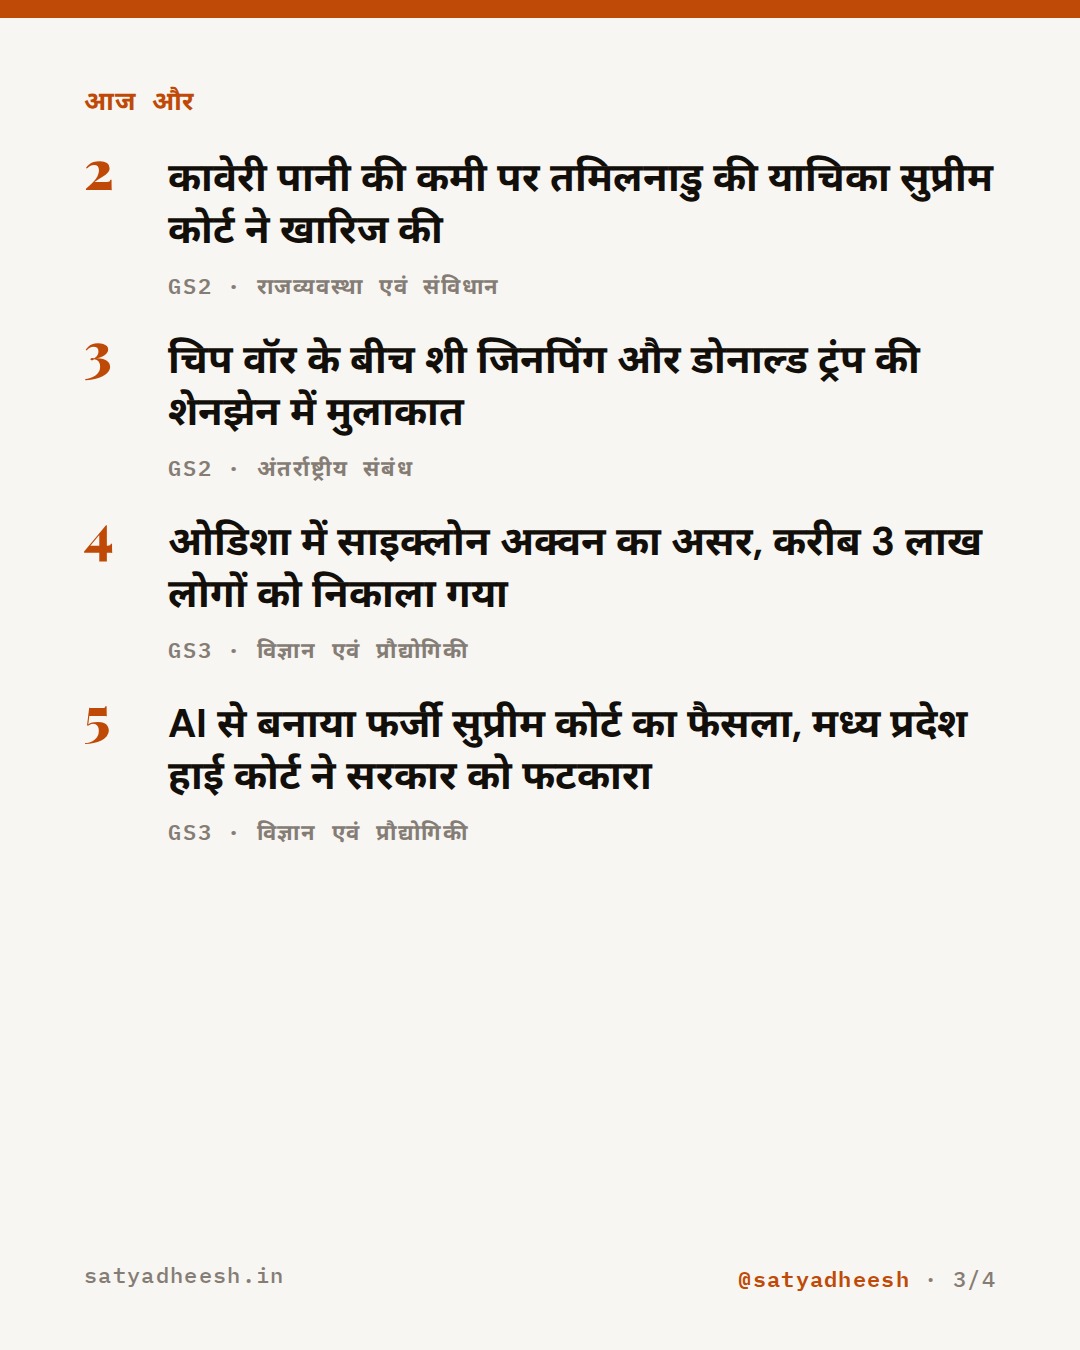 आज और
2 कावेरी पानी की कमी पर तमिलनाडु की याचिका सुप्रीम
कोर्ट ने खारिज की
GS2 · राजव्यवस्था एवं संविधान
3 चिप वॉर के बीच शी जिनपिंग और डोनाल्ड ट्रंप की
शेनझेन में मुलाकात
GS2 · अंतर्राष्ट्रीय संबंध
4 ओडिशा में साइक्लोन अक्वन का असर, करीब 3 लाख
लोगों को निकाला गया
GS3 · विज्ञान एवं प्रौद्योगिकी
5 AI से बनाया फर्जी सुप्रीम कोर्ट का फैसला, मध्य प्रदेश
हाई कोर्ट ने सरकार को फटकारा
GS3 · विज्ञान एवं प्रौद्योगिकी
satyadheesh.in
@satyadheesh · 3/4